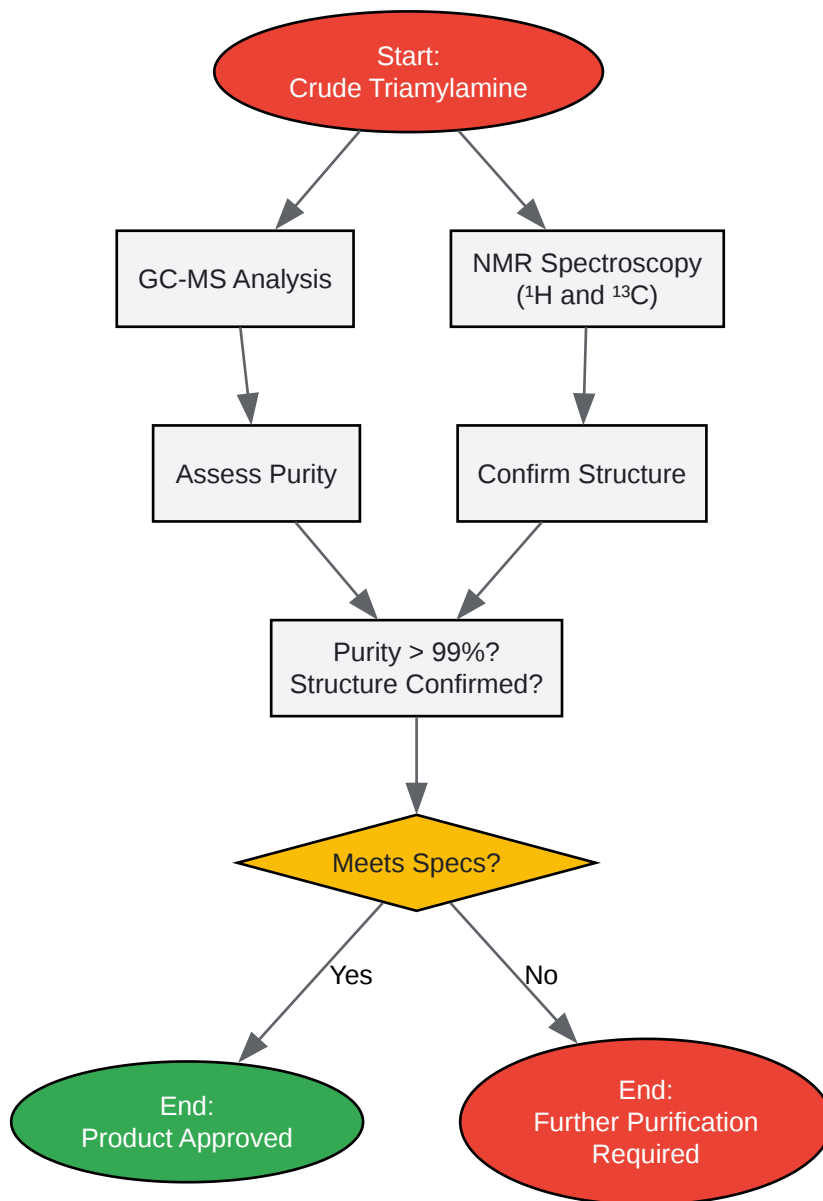 Start:
Crude Triamylamine
GC-MS Analysis
NMR Spectroscopy
(¹H and ¹³C)
Assess Purity
Confirm Structure
Purity > 99%?
Structure Confirmed?
Meets Specs?
Yes
No
End:
Product Approved
End:
Further Purification
Required